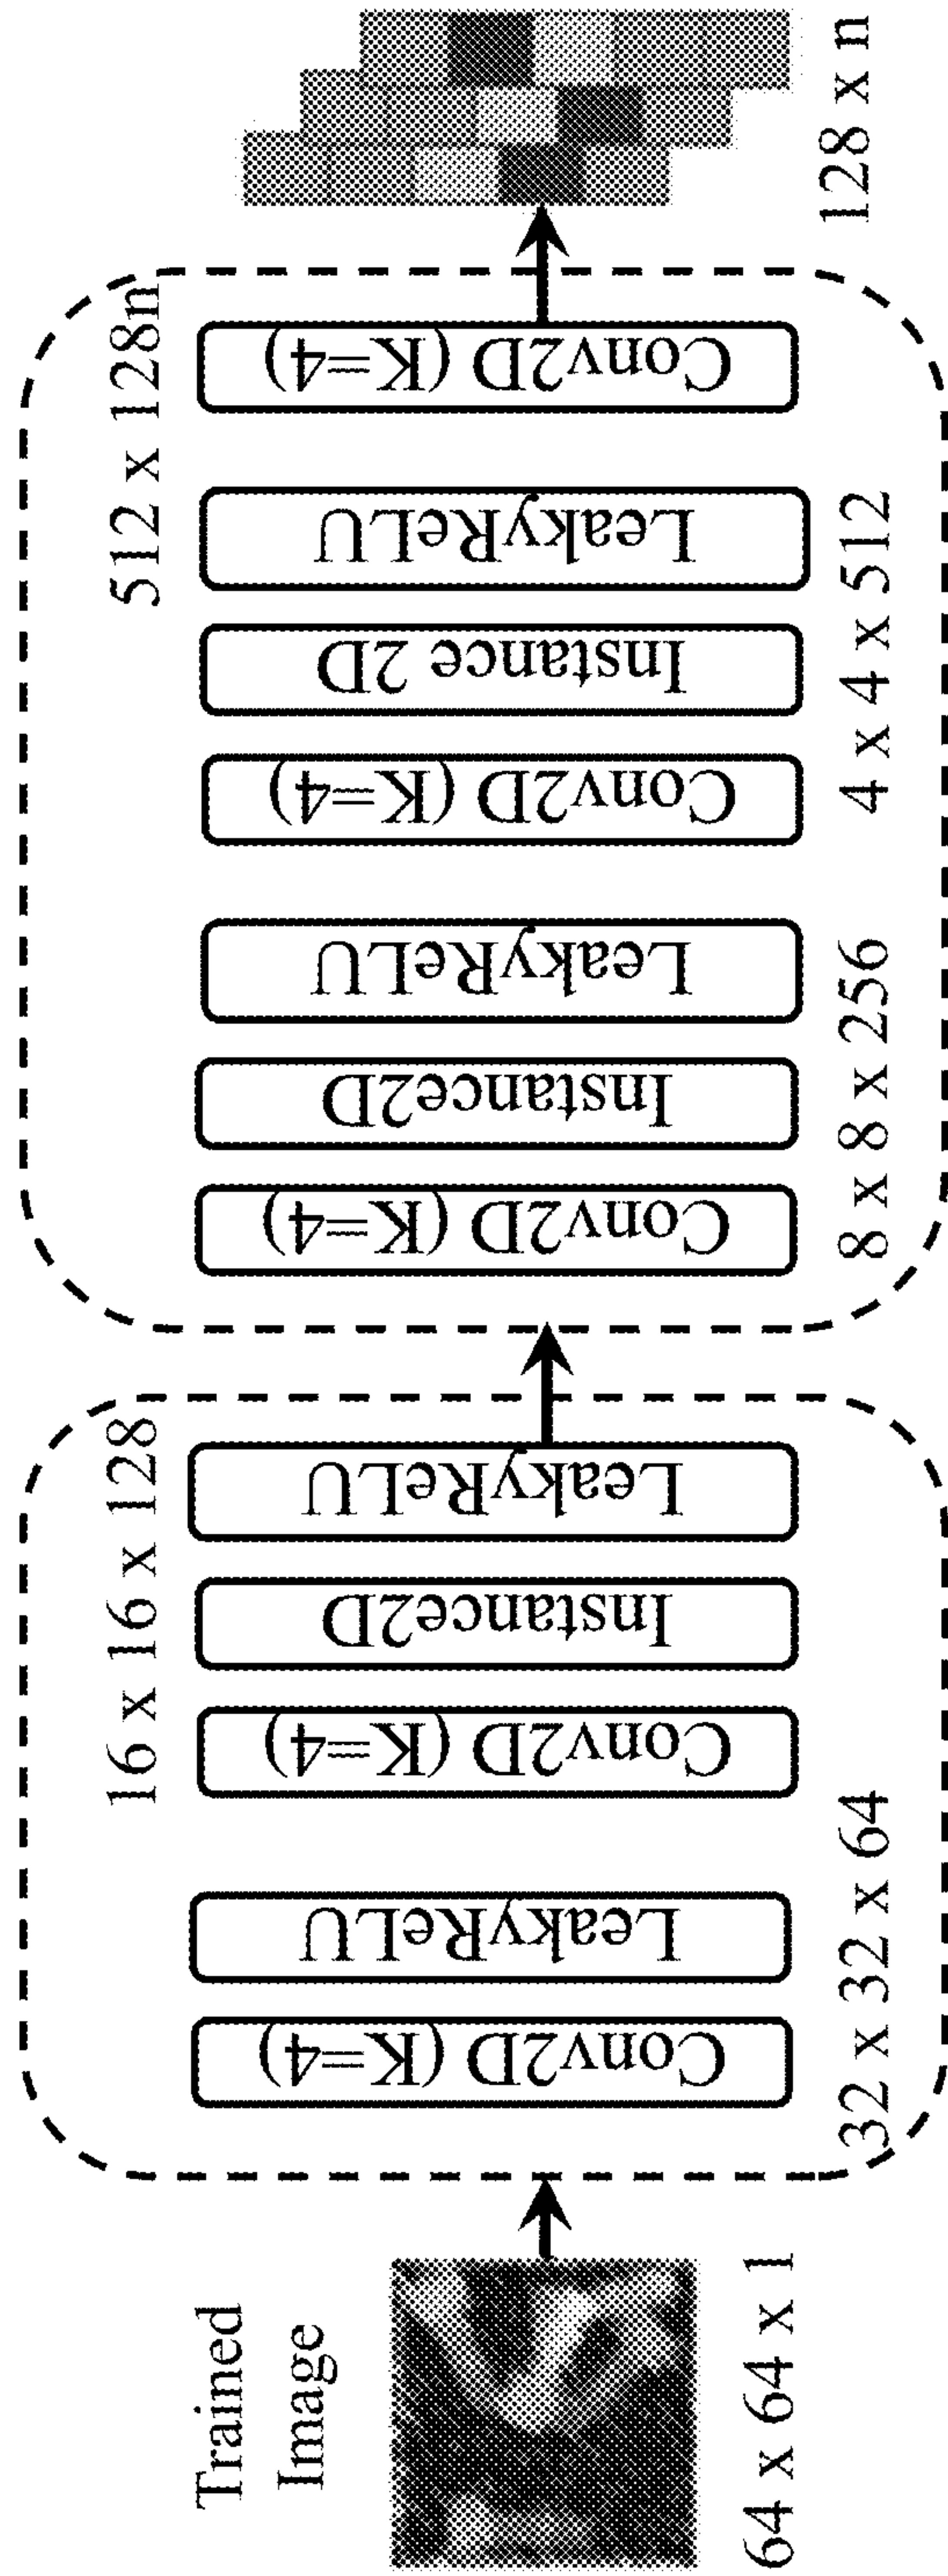 Trained
Image
64 x 64 x 1
Conv2D (K=4)
LeakyReLU
32 x 32 x 64
Conv2D (K=4)
Instance2D
LeakyReLU
16 x 16 x 128
Conv2D (K=4)
Instance2D
LeakyReLU
8 x 8 x 256
Conv2D (K=4)
Instance 2D
LeakyReLU
4 x 4 x 512
Conv2D (K=4)
512 x 128n
128 x n